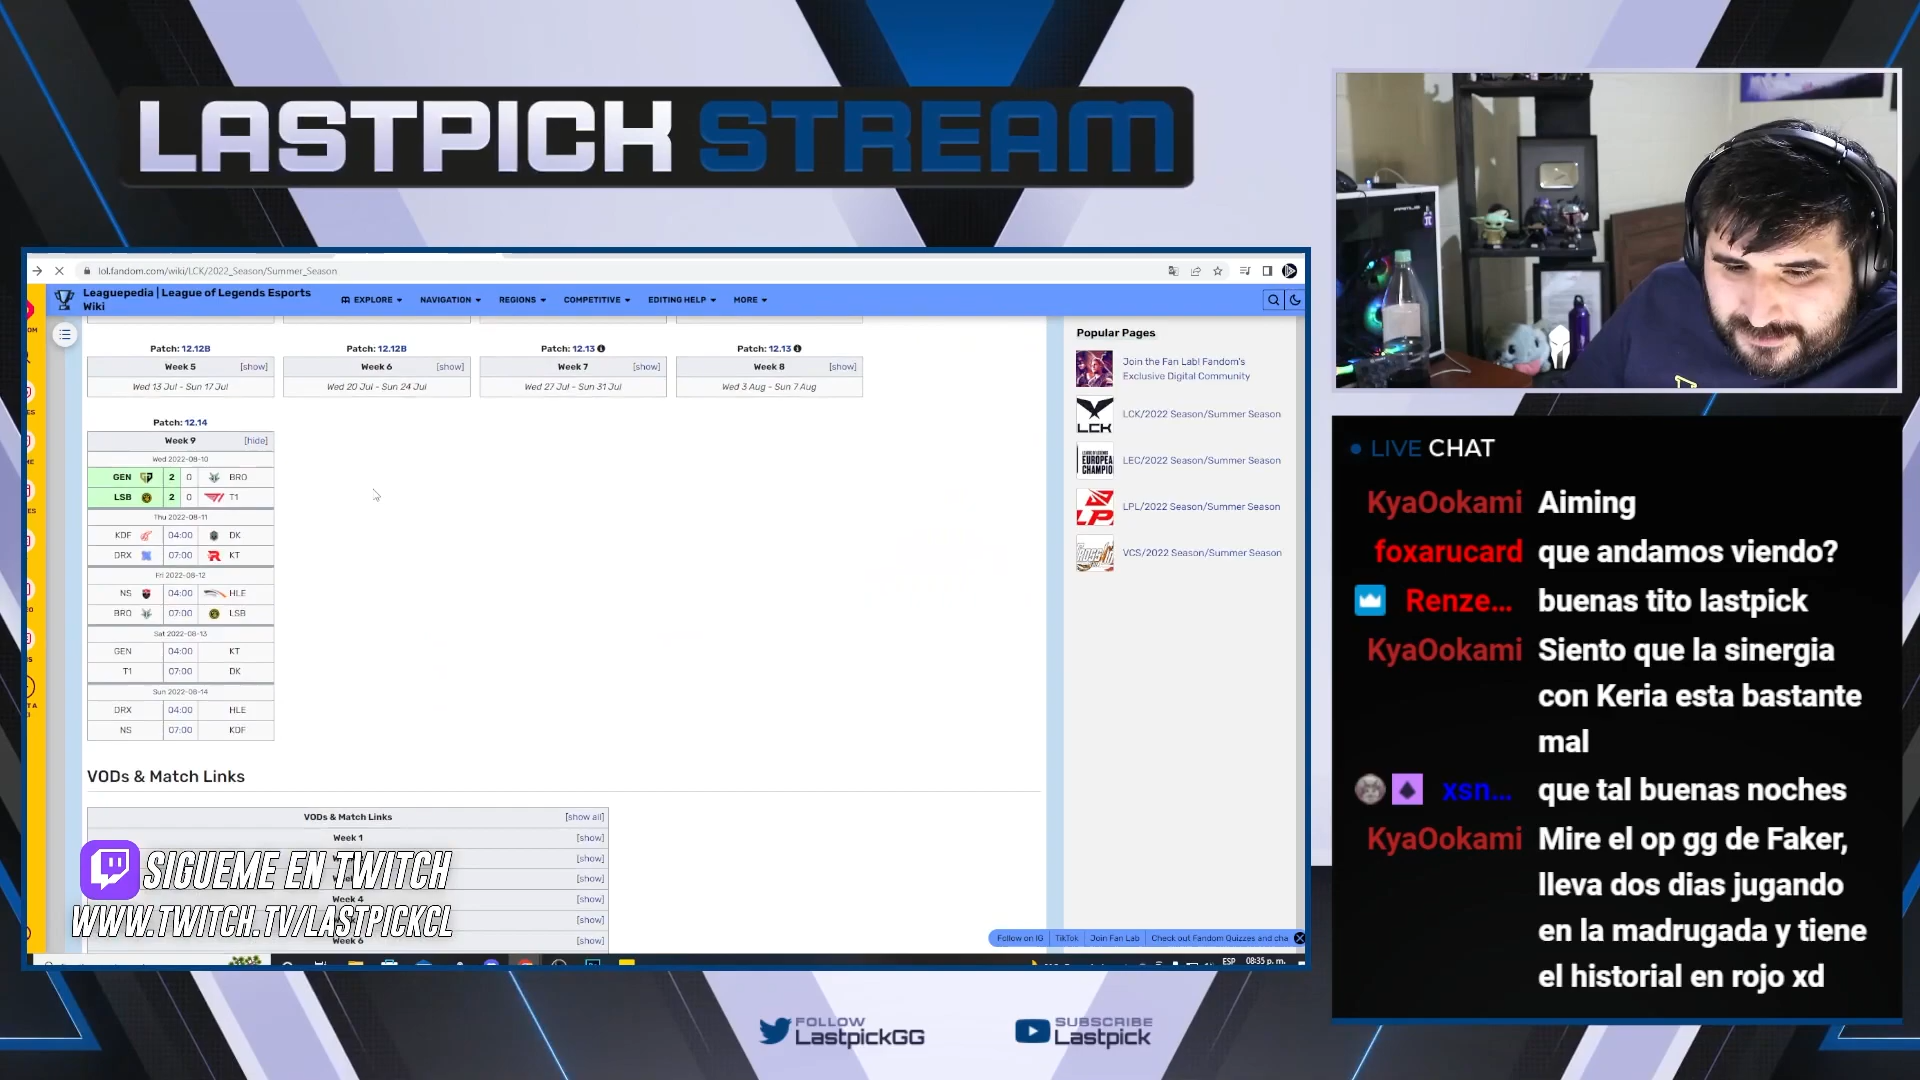 LASTPICK STREAM
lol.fandom.com/wiki/LCK/2022_Season/Summer_Season
Leaguepedia | League of Legends Esports
Wiki
EXPLORE NAVIGATION REGIONS COMPETITIVE EDITING HELP MORE
Patch: 12.12B Patch: 12.12B Patch: 12.13 Patch: 12.13
Week 5 [show] Week 6 [show] Week 7 [show] Week 8 [show]
Wed 13 Jul - Sun 17 Jul Wed 20 Jul - Sun 24 Jul Wed 27 Jul - Sun 31 Jul Wed 3 Aug - Sun 7 Aug
Patch: 12.14
Week 9 [hide]
Wed 2022-08-10
GEN 2 0 BRO
LSB 2 0 T1
Thu 2022-08-11
KDF 04:00 DK
DRX 07:00 KT
Fri 2022-08-12
NS 04:00 HLE
BRO 07:00 LSB
Sat 2022-08-13
GEN 04:00 KT
T1 07:00 DK
Sun 2022-08-14
DRX 04:00 HLE
NS 07:00 KDF
VODs & Match Links
VODs & Match Links [show all]
Week 1 [show]
[show]
[show]
Week 4 [show]
[show]
Week 6 [show]
SIGUEME EN TWITCH
WWW.TWITCH.TV/LASTPICKCL
Popular Pages
Join the Fan Lab! Fandom's
Exclusive Digital Community
LCK
LCK/2022 Season/Summer Season
LEC/2022 Season/Summer Season
LPL/2022 Season/Summer Season
VCS/2022 Season/Summer Season
Follow on IG TikTok Join Fan Lab Check out Fandom Quizzes and cha
ESP 08:35 p. m.
LIVE CHAT
KyaOokami Aiming
foxarucard que andamos viendo?
Renze... buenas tito lastpick
KyaOokami Siento que la sinergia
con Keria esta bastante
mal
xsn... que tal buenas noches
KyaOokami Mire el op gg de Faker,
lleva dos dias jugando
en la madrugada y tiene
el historial en rojo xd
FOLLOW
LastpickGG
SUBSCRIBE
Lastpick